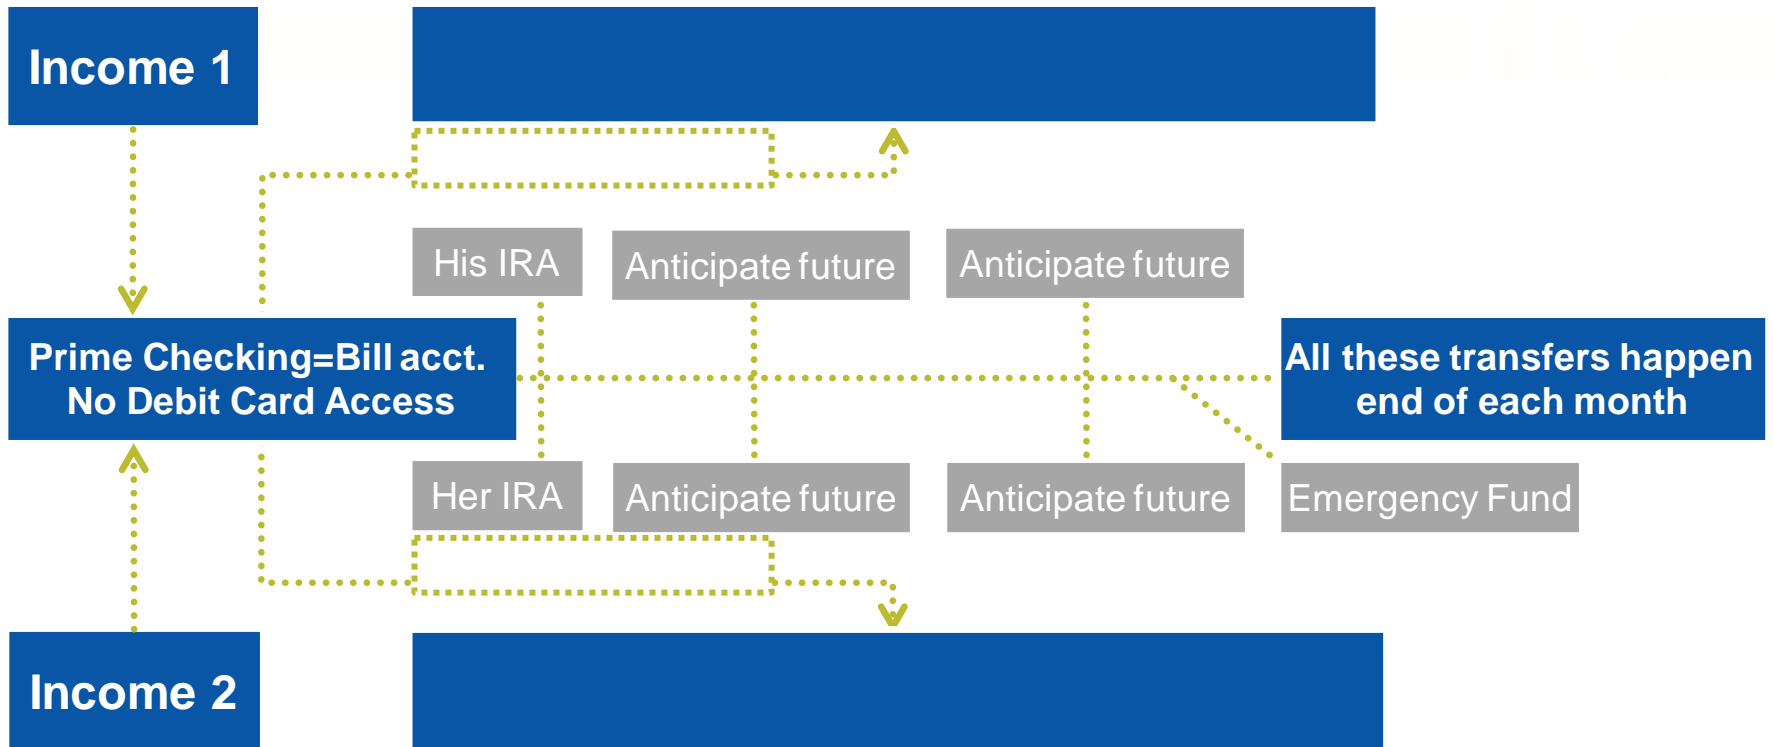 Income 1
His IRA
Anticipate future
Anticipate future
Prime Checking=Bill acct.
No Debit Card Access
All these transfers happen
end of each month
Her IRA
Anticipate future
Anticipate future
Emergency Fund
Income 2